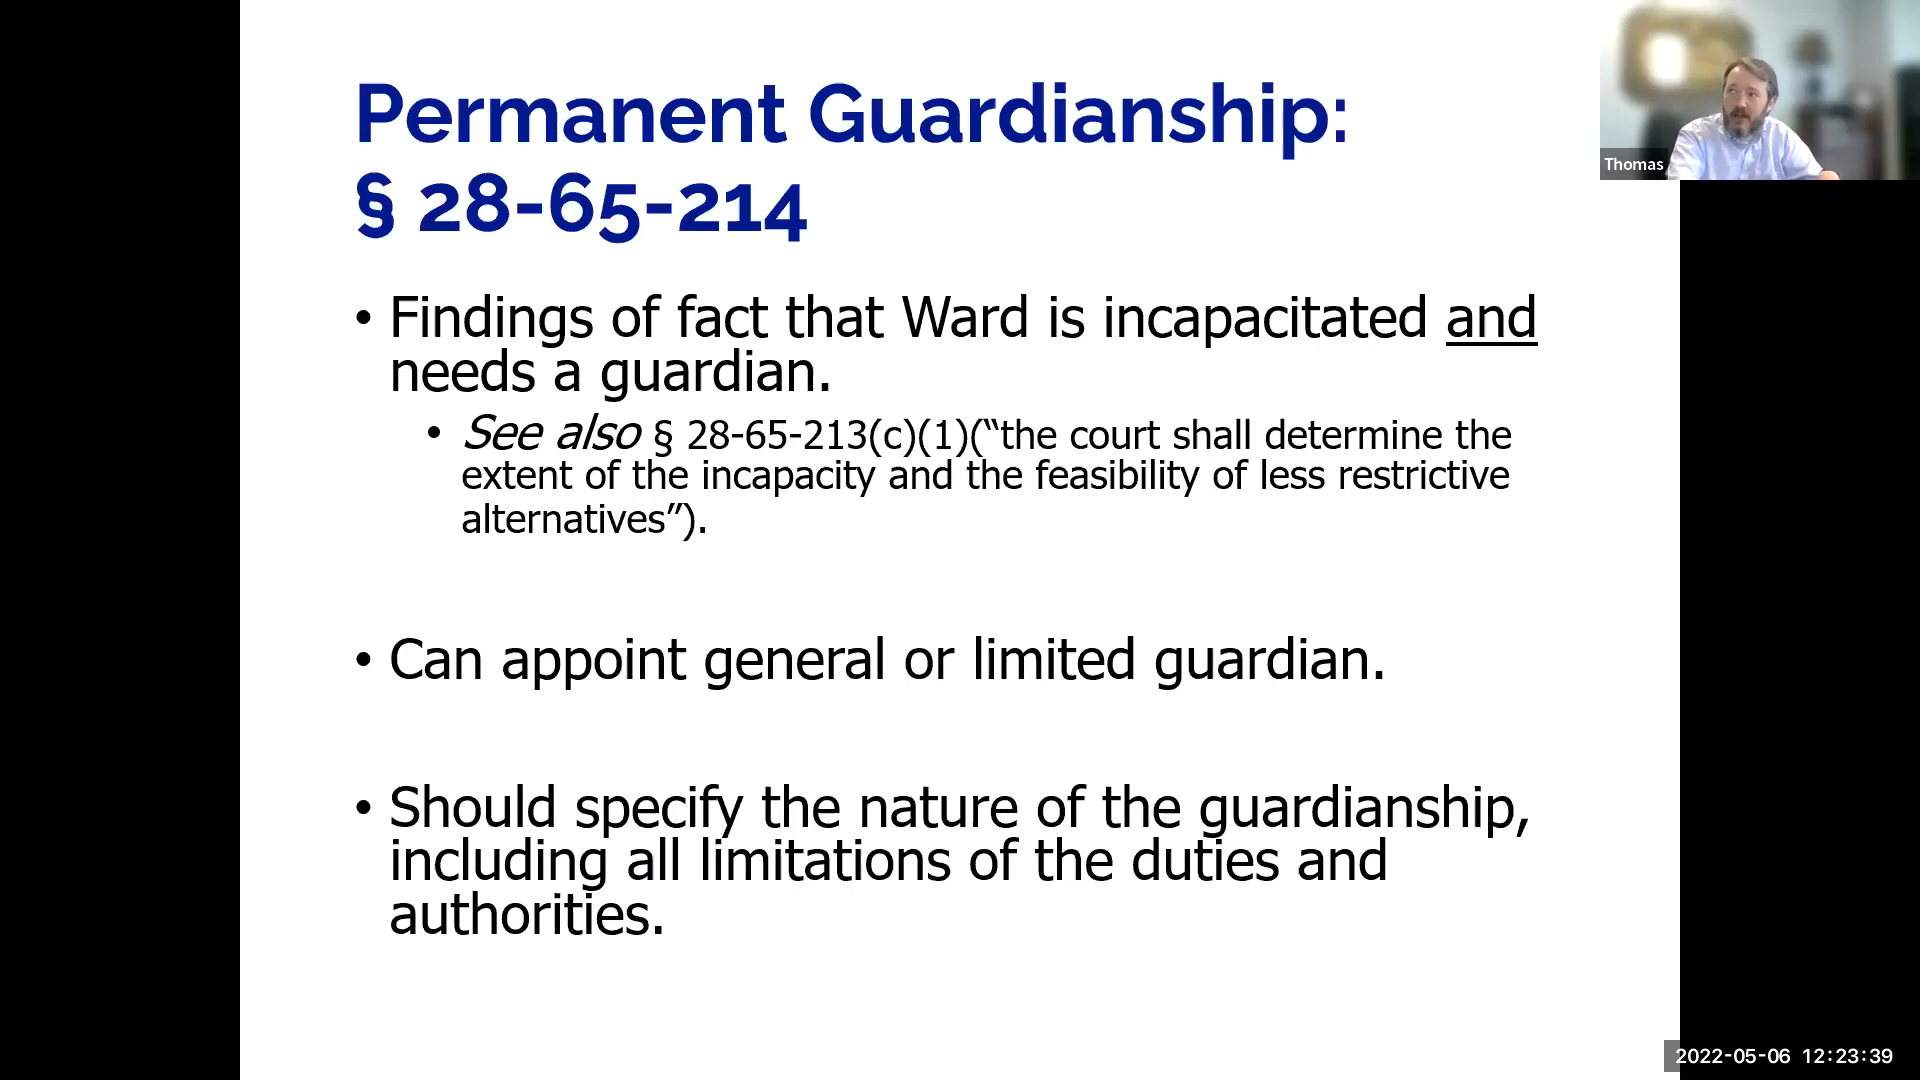 Permanent Guardianship:
§ 28-65-214
• Findings of fact that Ward is incapacitated and
needs a guardian.
• See also § 28-65-213(c)(1)(“the court shall determine the
extent of the incapacity and the feasibility of less restrictive
alternatives”).
• Can appoint general or limited guardian.
• Should specify the nature of the guardianship,
including all limitations of the duties and
authorities.
Thomas
2022-05-06 12:23:39